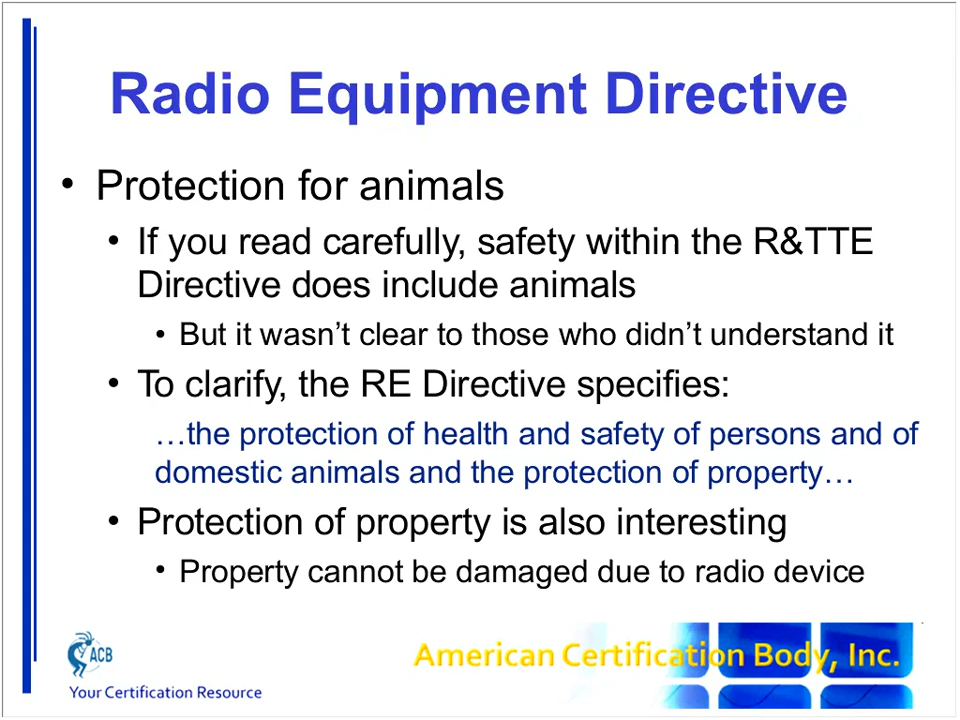 Radio Equipment Directive
• Protection for animals
• If you read carefully, safety within the R&TTE
Directive does include animals
• But it wasn’t clear to those who didn’t understand it
• To clarify, the RE Directive specifies:
…the protection of health and safety of persons and of
domestic animals and the protection of property…
• Protection of property is also interesting
• Property cannot be damaged due to radio device
ACB
American Certification Body, Inc.
Your Certification Resource